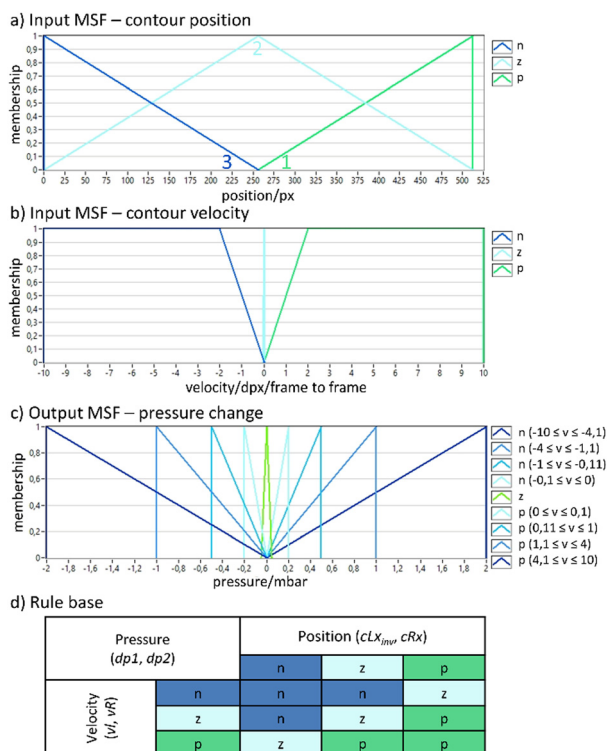 a) Input MSF – contour position
membership
1
0,9
0,8
0,7
0,6
0,5
0,4
0,3
0,2
0,1
0
2
3
1
0 25 50 75 100 125 150 175 200 225 250 275 300 325 350 375 400 425 450 475 500 525
position/px
n
z
p
b) Input MSF – contour velocity
membership
1
0,9
0,8
0,7
0,6
0,5
0,4
0,3
0,2
0,1
0
-10 -9 -8 -7 -6 -5 -4 -3 -2 -1 0 1 2 3 4 5 6 7 8 9 10
velocity/dpx/frame to frame
n
z
p
c) Output MSF – pressure change
membership
1
0,8
0,6
0,4
0,2
0
-2 -1,8 -1,6 -1,4 -1,2 -1 -0,8 -0,6 -0,4 -0,2 0 0,2 0,4 0,6 0,8 1 1,2 1,4 1,6 1,8 2
pressure/mbar
n (-10 ≤ v ≤ -4,1)
n (-4 ≤ v ≤ -1,1)
n (-1 ≤ v ≤ -0,11)
n (-0,1 ≤ v ≤ 0)
z
p (0 ≤ v ≤ 0,1)
p (0,11 ≤ v ≤ 1)
p (1,1 ≤ v ≤ 4)
p (4,1 ≤ v ≤ 10)
d) Rule base
Pressure
(dp1, dp2)
Position (cLxinv, cRx)
n z p
Velocity
(vl, vR)
n n n z
z n z p
p z p p